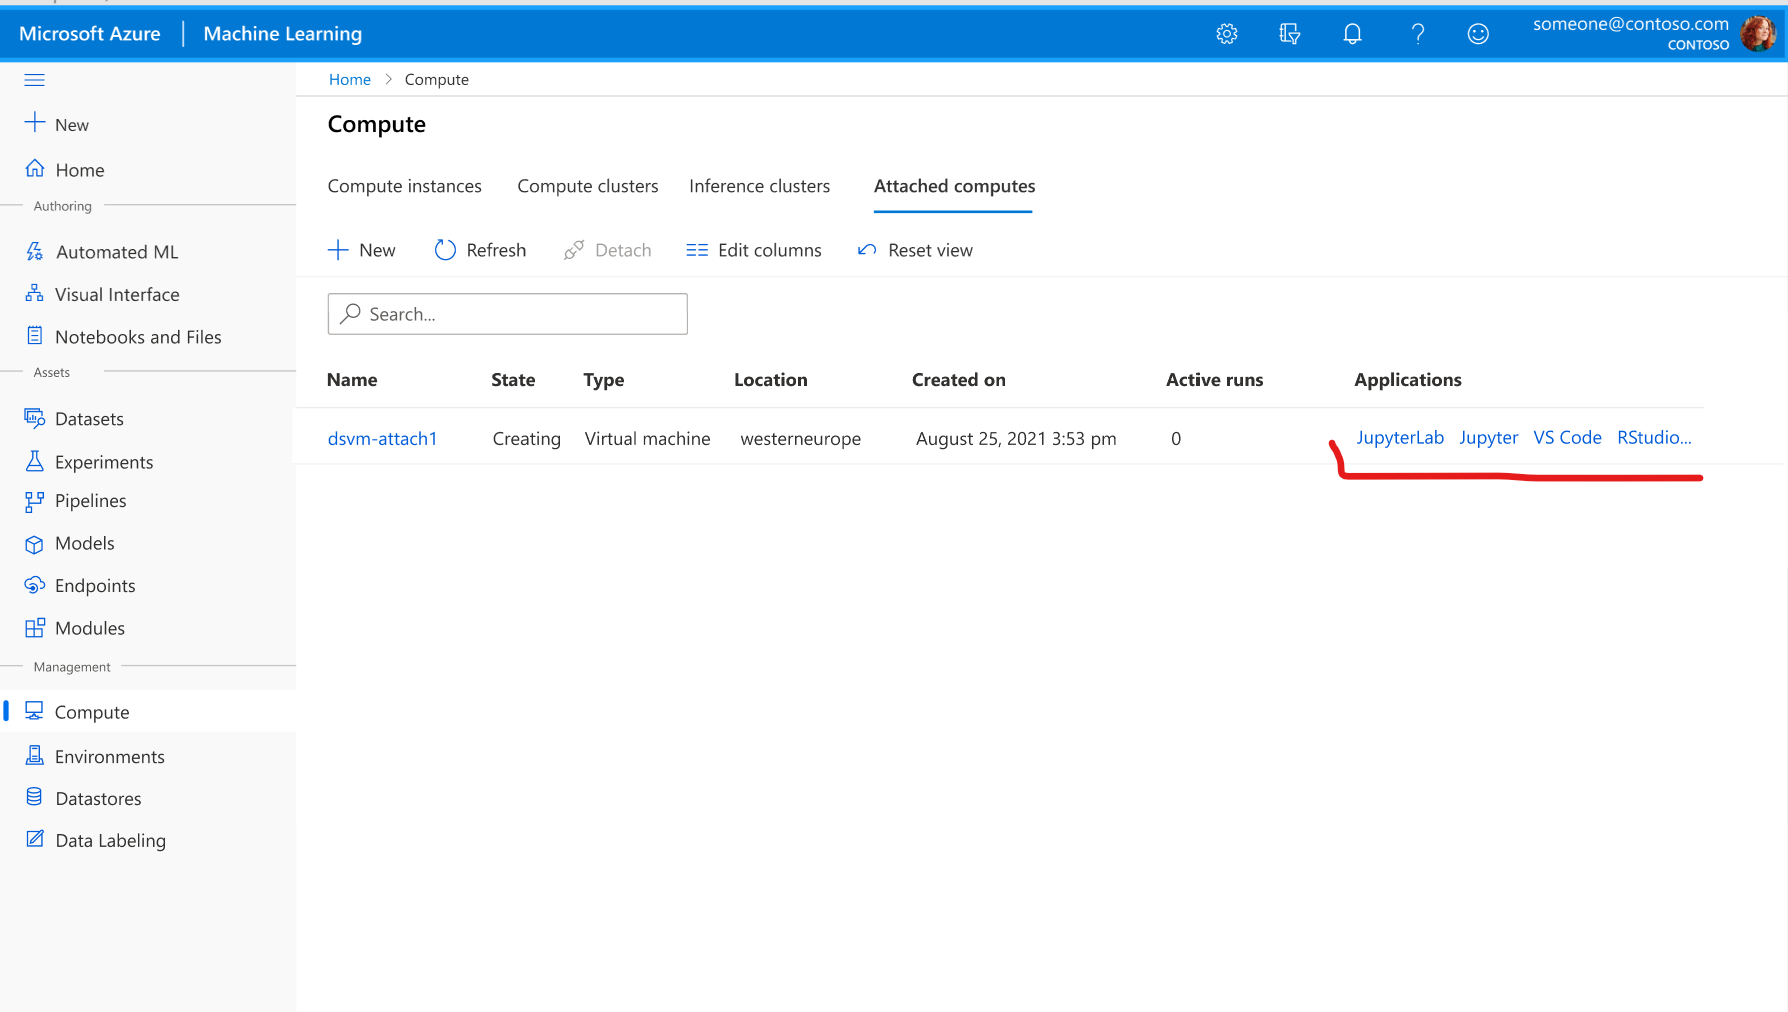 Microsoft Azure | Machine Learning
someone@contoso.com
CONTOSO
Home > Compute
New
Home
Authoring
Automated ML
Visual Interface
Notebooks and Files
Assets
Datasets
Experiments
Pipelines
Models
Endpoints
Modules
Management
Compute
Environments
Datastores
Data Labeling
Compute
Compute instances Compute clusters Inference clusters Attached computes
New Refresh Detach Edit columns Reset view
Search...
Name State Type Location Created on Active runs Applications
dsvm-attach1 Creating Virtual machine westerneurope August 25, 2021 3:53 pm 0 JupyterLab Jupyter VS Code RStudio...